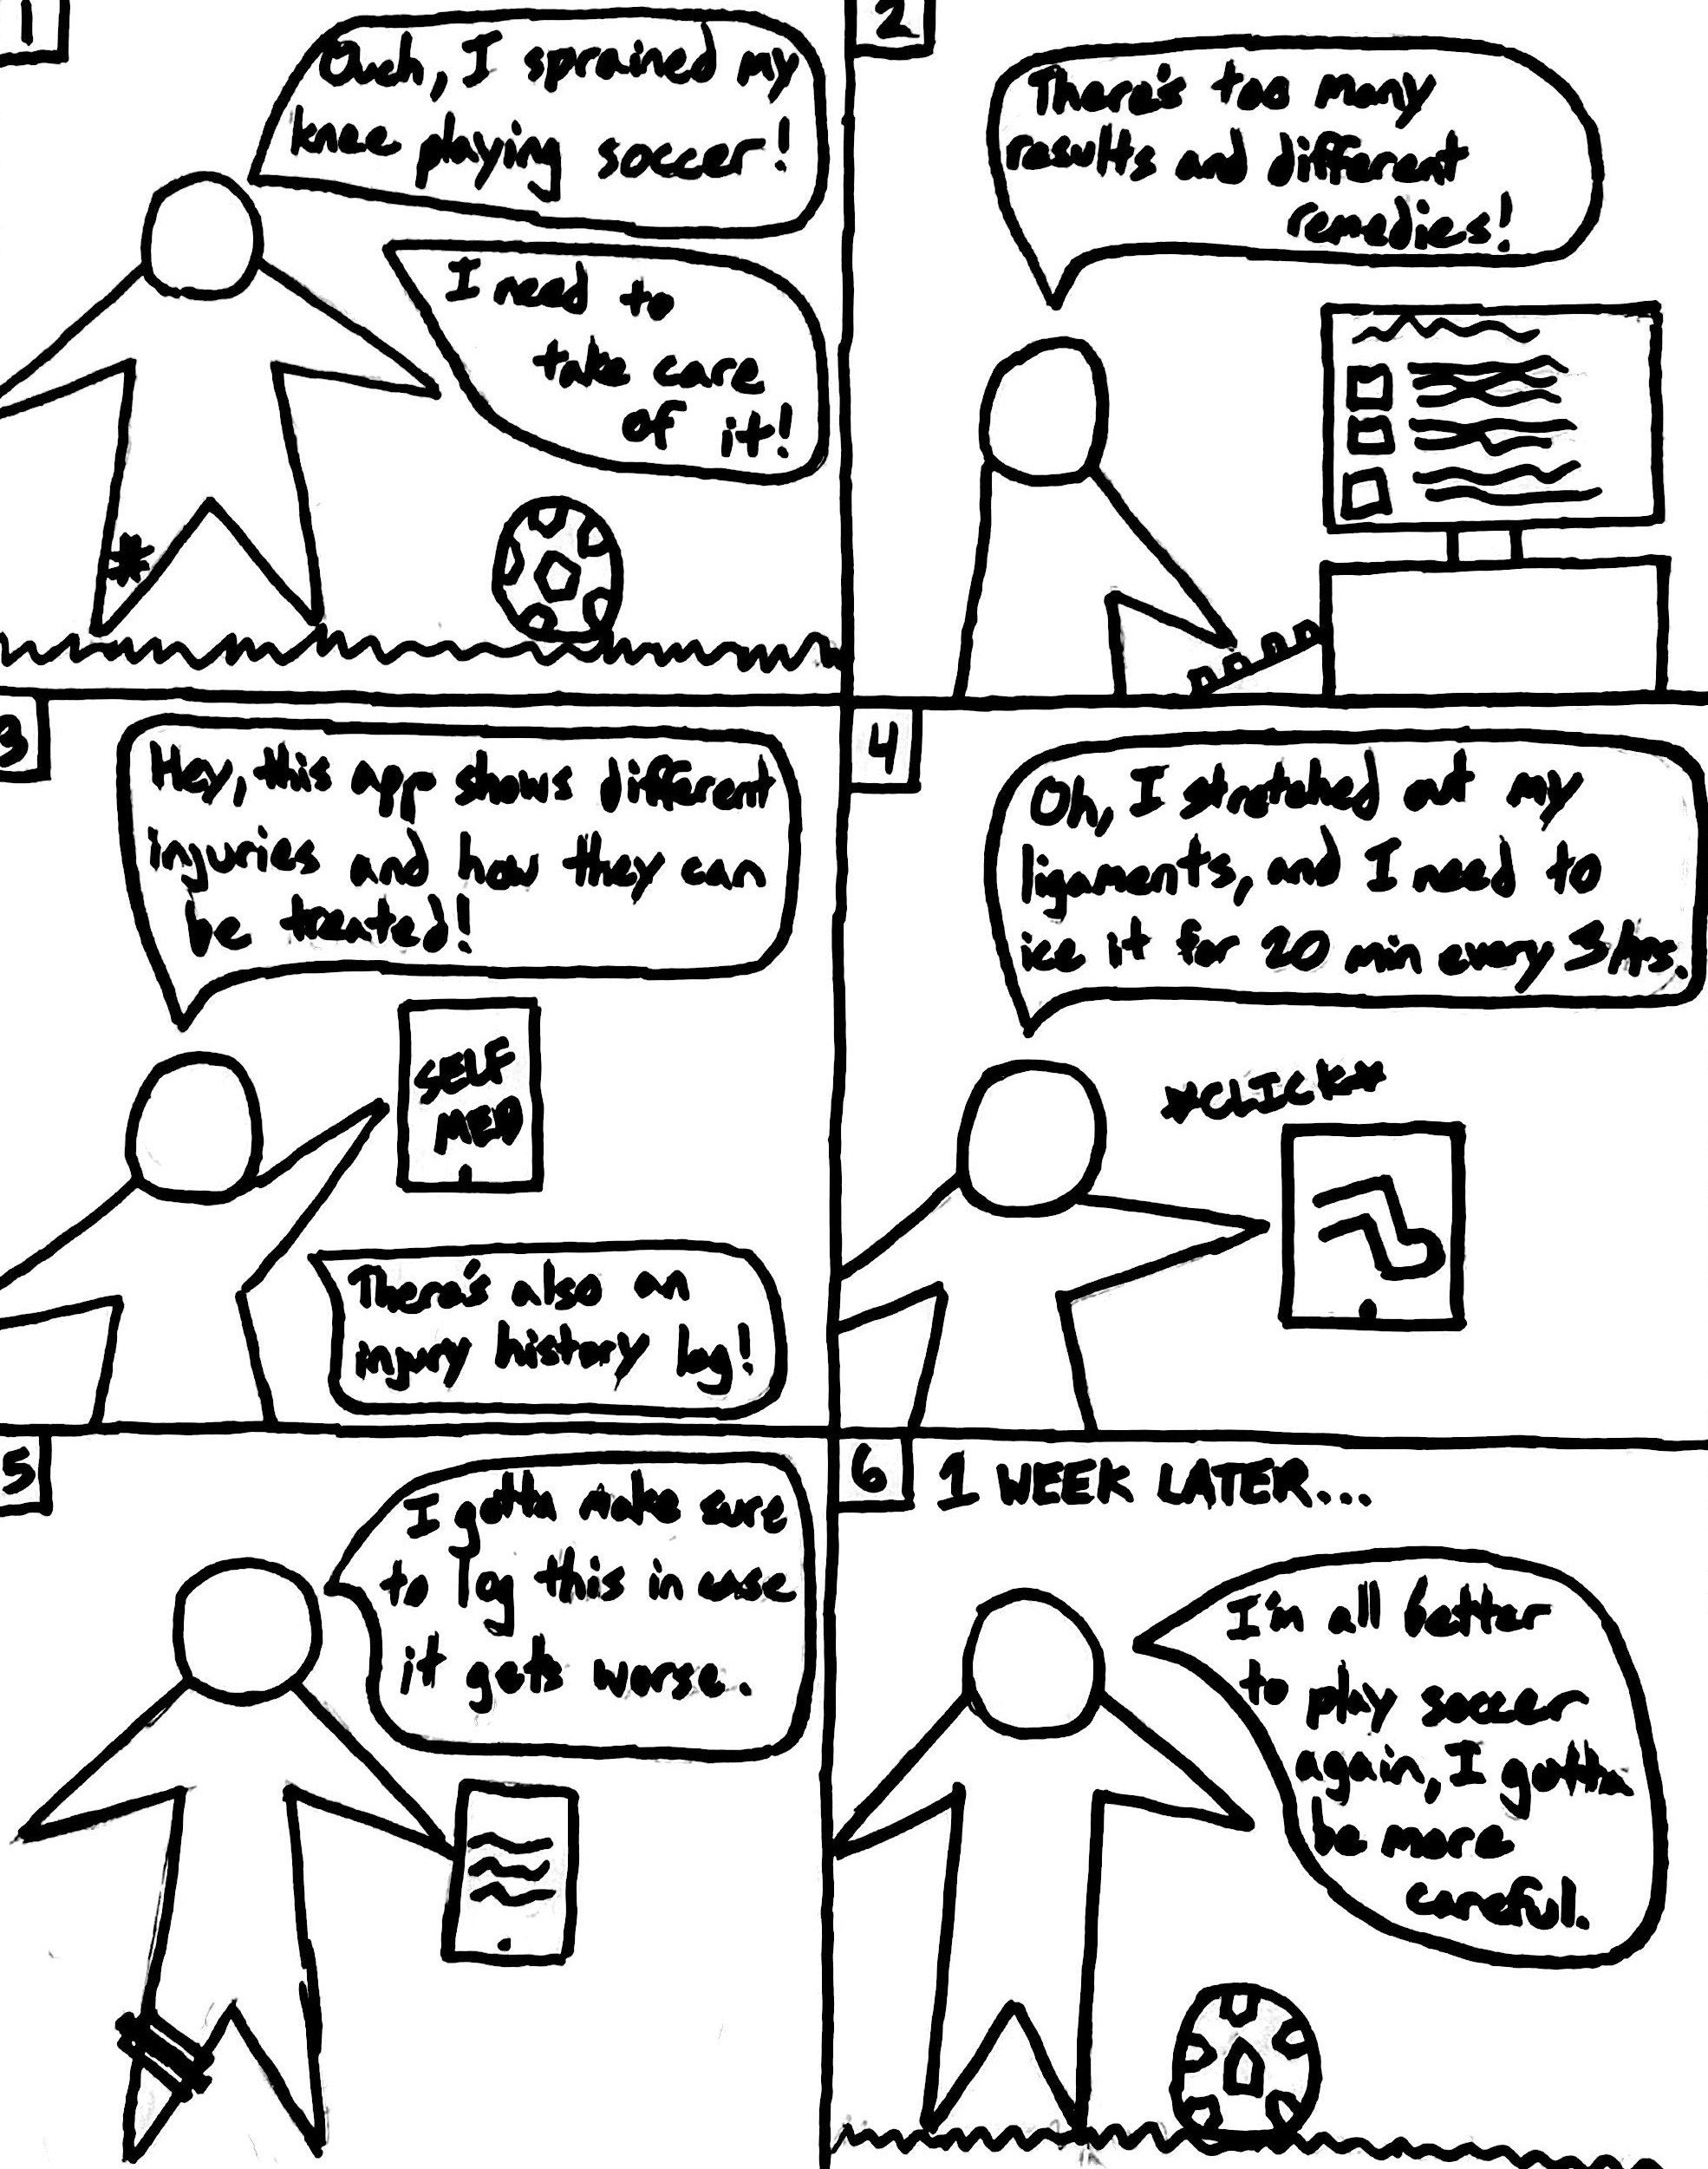 1
Ouch, I sprained my
knee playing soccer!
I need to
take care
of it!
2
There's too many
results and different
remedies!
3
Hey, this app shows different
injuries and how they can
be treated!
SELF
MED
There's also an
injury history log!
4
Oh, I stretched out my
ligaments, and I need to
ice it for 20 min every 3 hrs.
*CLICK*
5
I gotta make sure
to log this in case
it gets worse.
6
1 WEEK LATER...
I'm all better
to play soccer
again, I gotta
be more
careful.